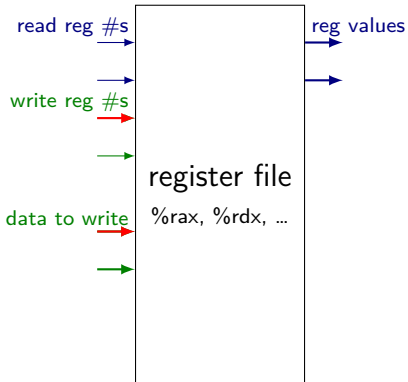 read reg #s
reg values
write reg #s
register file
data to write
%rax, %rdx, …